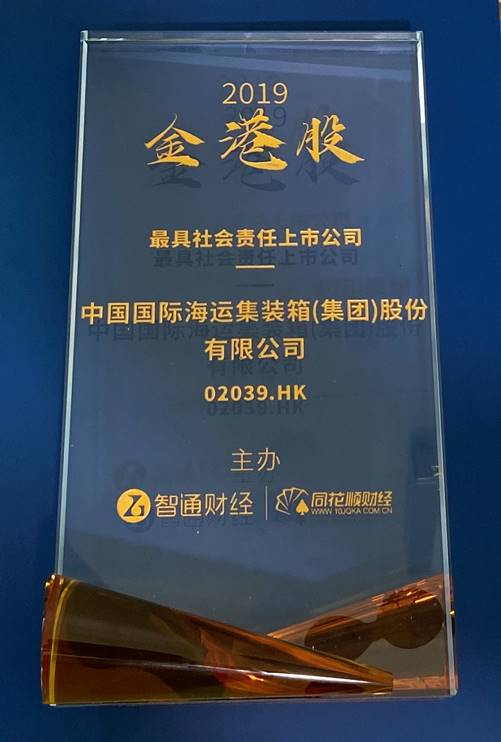 2019
金港股
最具社会责任上市公司
中国国际海运集装箱(集团)股份
有限公司
02039.HK
主办
智通财经 同花顺财经
WWW.10JQKA.COM.CN